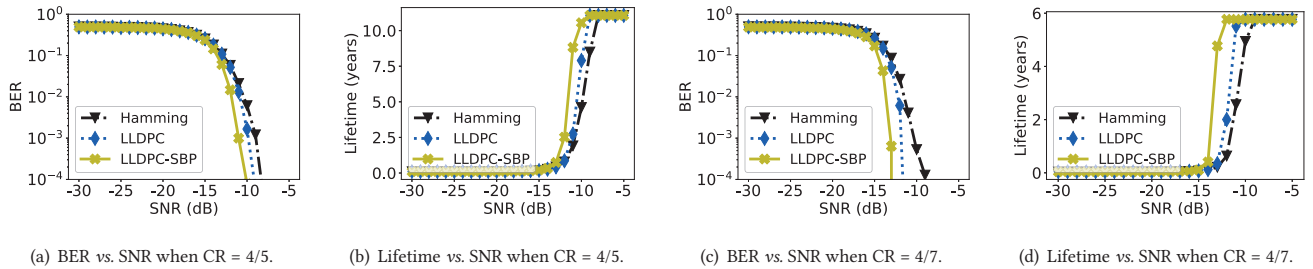 10⁰
10⁻¹
10⁻²
10⁻³
10⁻⁴
BER
Hamming
LLDPC
LLDPC-SBP
-30 -25 -20 -15 -10 -5
SNR (dB)
(a) BER vs. SNR when CR = 4/5.
10.0
7.5
5.0
2.5
0.0
Lifetime (years)
Hamming
LLDPC
LLDPC-SBP
-30 -25 -20 -15 -10 -5
SNR (dB)
(b) Lifetime vs. SNR when CR = 4/5.
10⁰
10⁻¹
10⁻²
10⁻³
10⁻⁴
BER
Hamming
LLDPC
LLDPC-SBP
-30 -25 -20 -15 -10 -5
SNR (dB)
(c) BER vs. SNR when CR = 4/7.
6
4
2
0
Lifetime (years)
Hamming
LLDPC
LLDPC-SBP
-30 -25 -20 -15 -10 -5
SNR (dB)
(d) Lifetime vs. SNR when CR = 4/7.